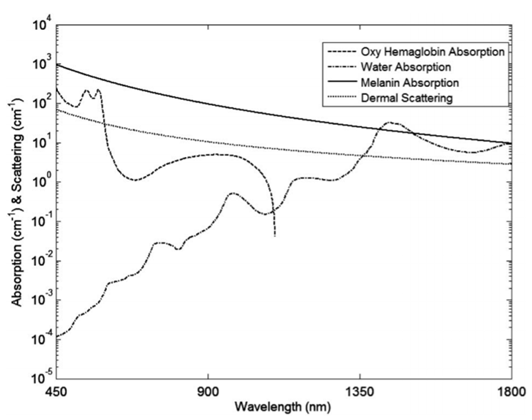 10^4
10^3
10^2
10^1
10^0
10^-1
10^-2
10^-3
10^-4
10^-5
Absorption (cm^-1) & Scattering (cm^-1)
Oxy Hemaglobin Absorption
Water Absorption
Melanin Absorption
Dermal Scattering
450
900
1350
1800
Wavelength (nm)